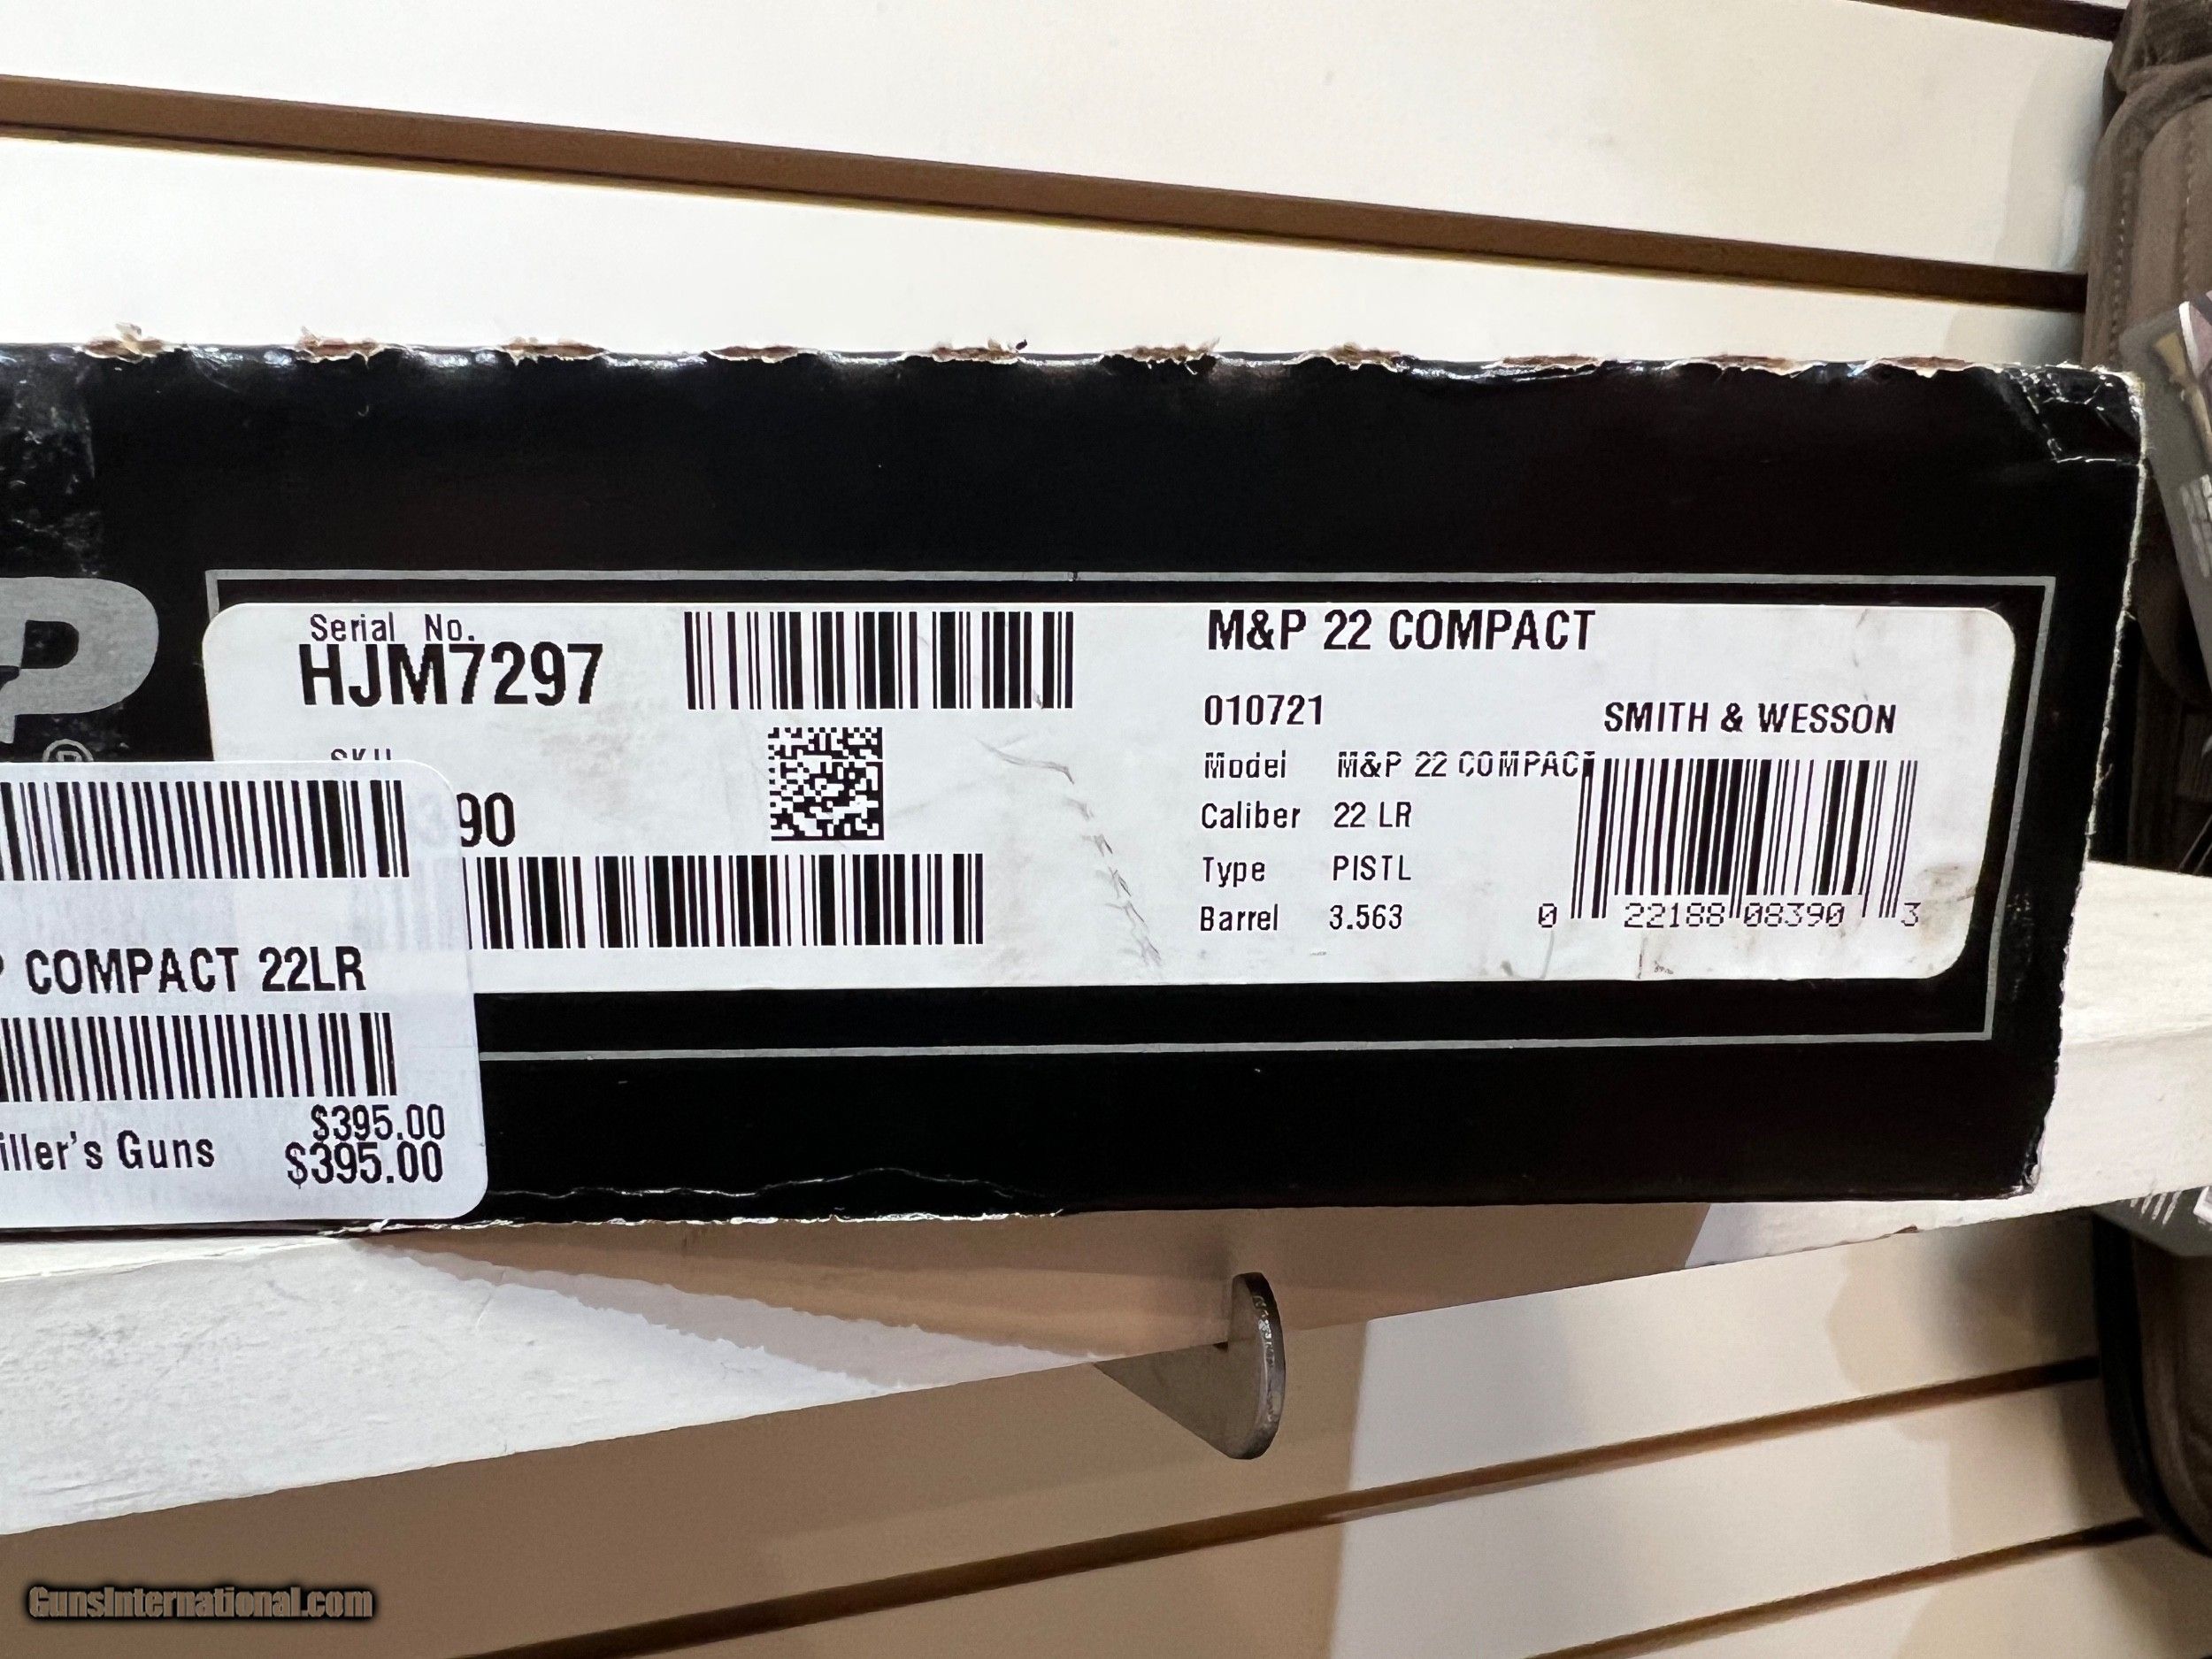 Serial No.
HJM7297
SKU
90
M&P 22 COMPACT
010721
SMITH & WESSON
Model M&P 22 COMPACT
Caliber 22 LR
Type PISTL
Barrel 3.563
0 22188 08390 3
P
®
COMPACT 22LR
$395.00
iller's Guns $395.00
GunsInternational.com